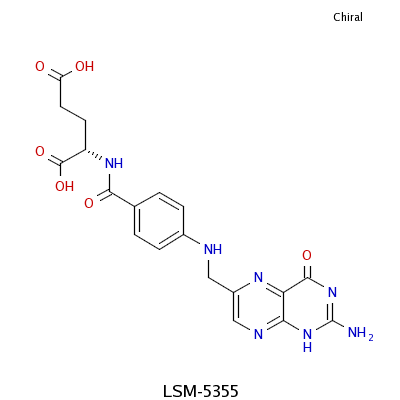 Chiral
O OH
O NH
OH
O
NH O
N N
N N NH2
H
LSM-5355